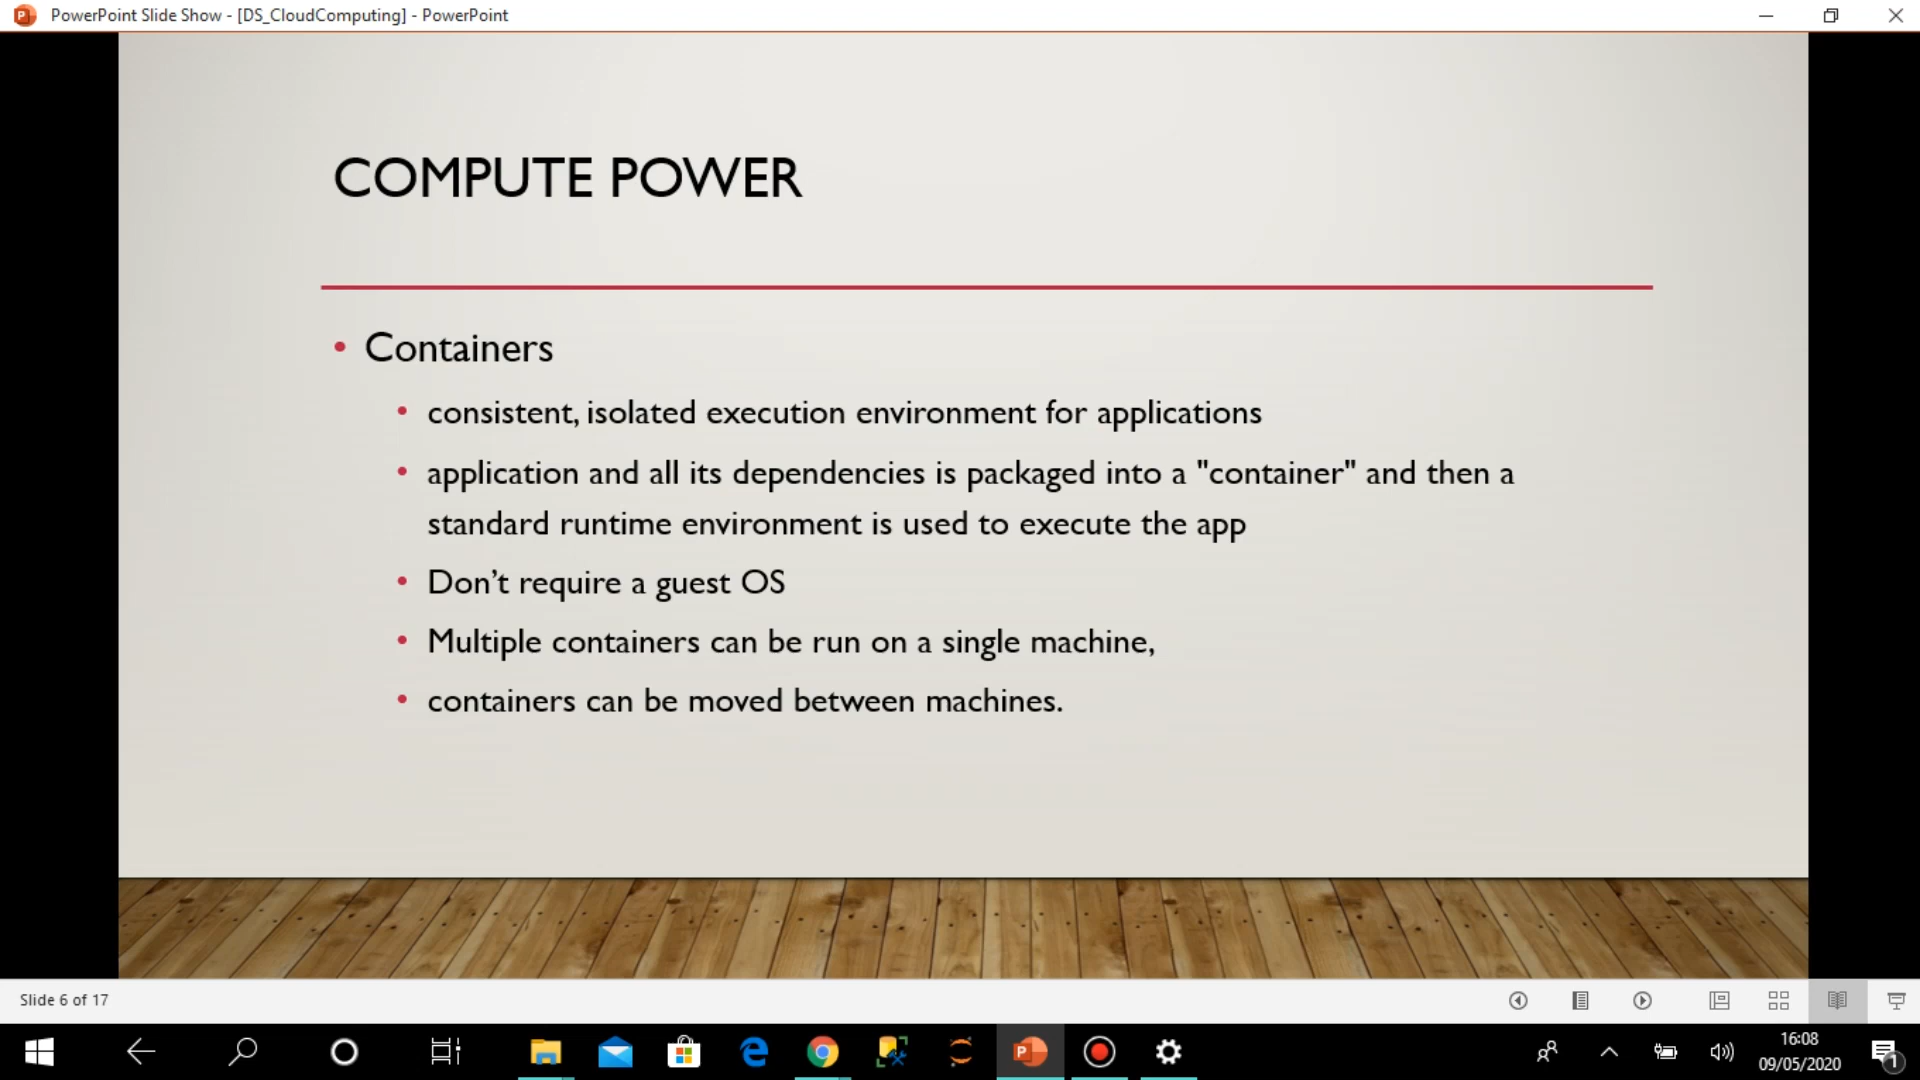 PowerPoint Slide Show - [DS_CloudComputing] - PowerPoint
COMPUTE POWER
• Containers
• consistent, isolated execution environment for applications
• application and all its dependencies is packaged into a "container" and then a
standard runtime environment is used to execute the app
• Don’t require a guest OS
• Multiple containers can be run on a single machine,
• containers can be moved between machines.
Slide 6 of 17
16:08
09/05/2020
1